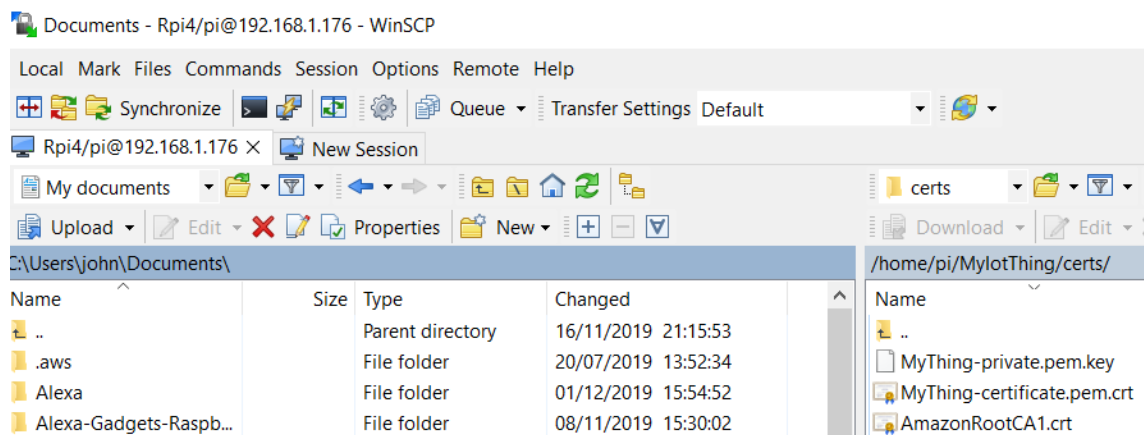 Documents - Rpi4/pi@192.168.1.176 - WinSCP
Local Mark Files Commands Session Options Remote Help
Synchronize Queue Transfer Settings Default
Rpi4/pi@192.168.1.176 × New Session
My documents certs
Upload Edit Properties New Download Edit
C:\Users\john\Documents\ /home/pi/MyIotThing/certs/
Name Size Type Changed Name
.. Parent directory 16/11/2019 21:15:53 ..
.aws File folder 20/07/2019 13:52:34 MyThing-private.pem.key
Alexa File folder 01/12/2019 15:54:52 MyThing-certificate.pem.crt
Alexa-Gadgets-Raspb... File folder 08/11/2019 15:30:02 AmazonRootCA1.crt